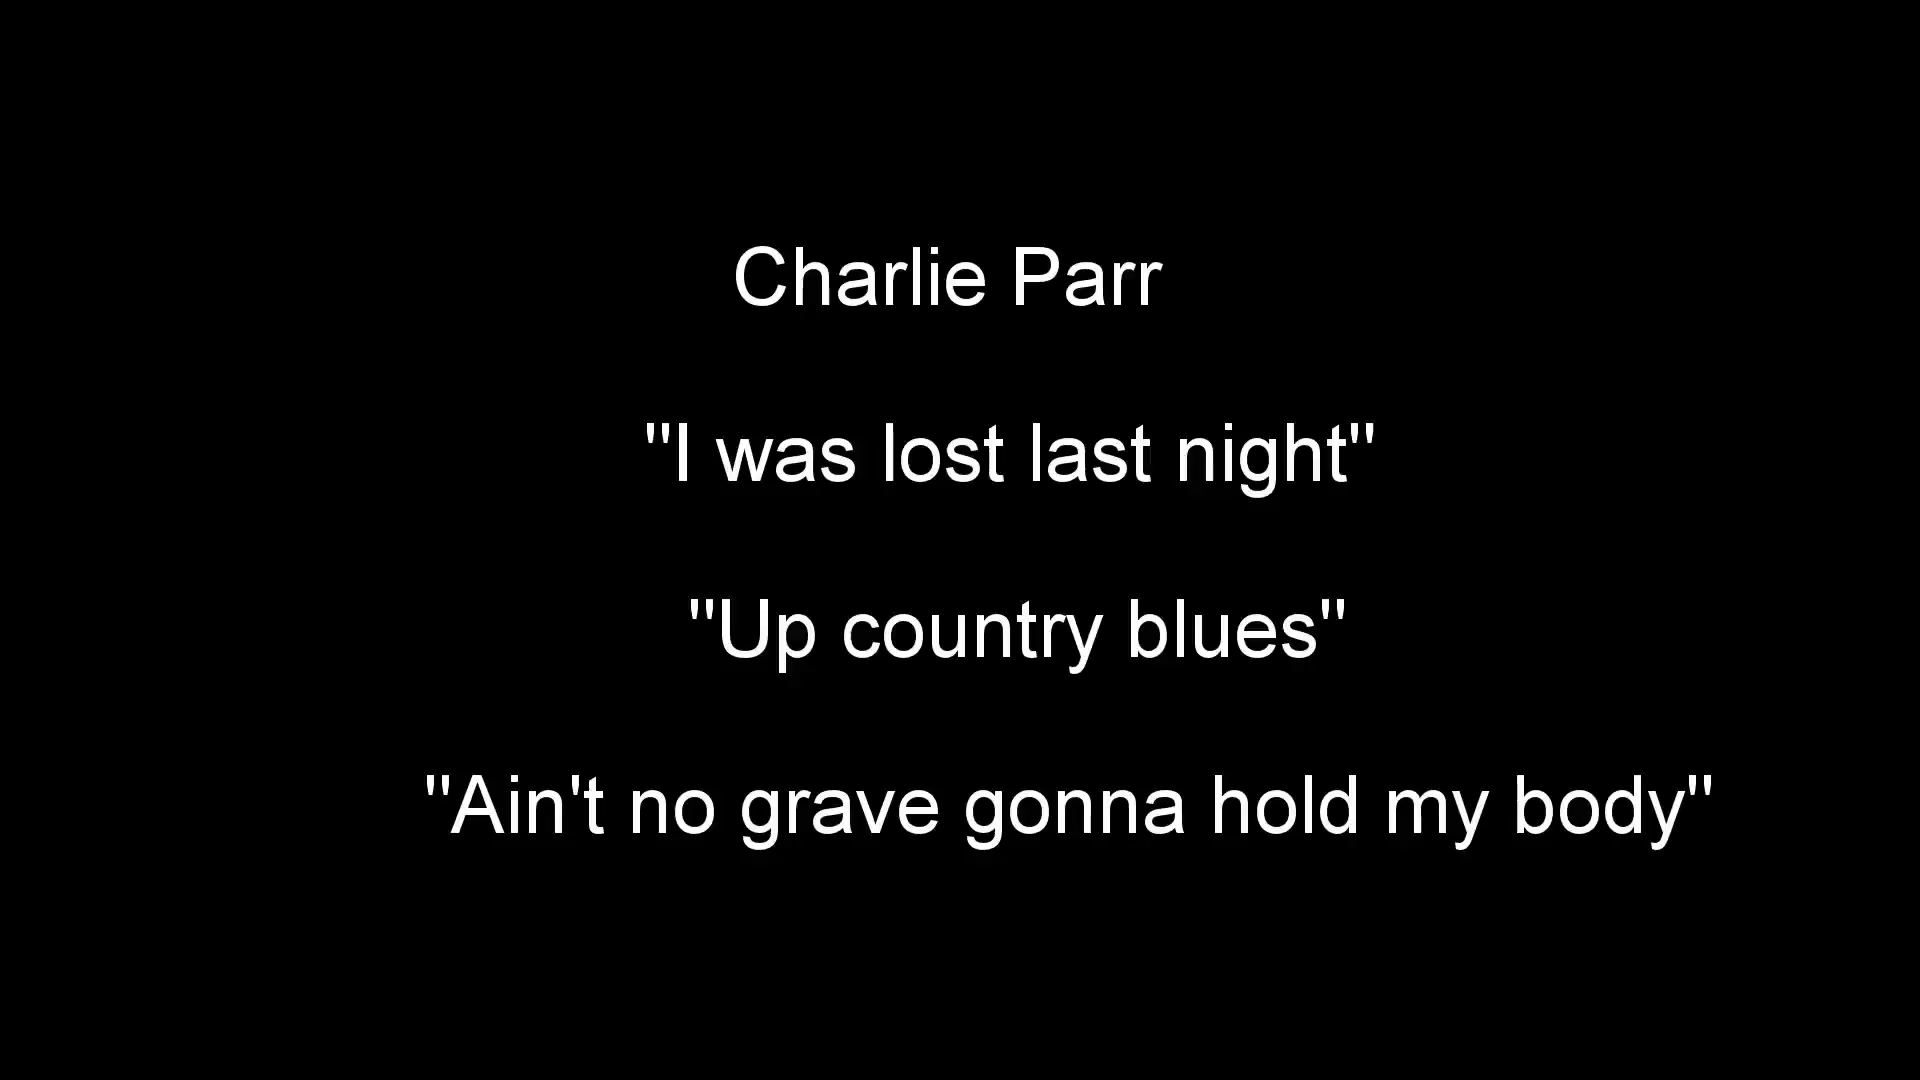 Charlie Parr
"I was lost last night"
"Up country blues"
"Ain't no grave gonna hold my body"